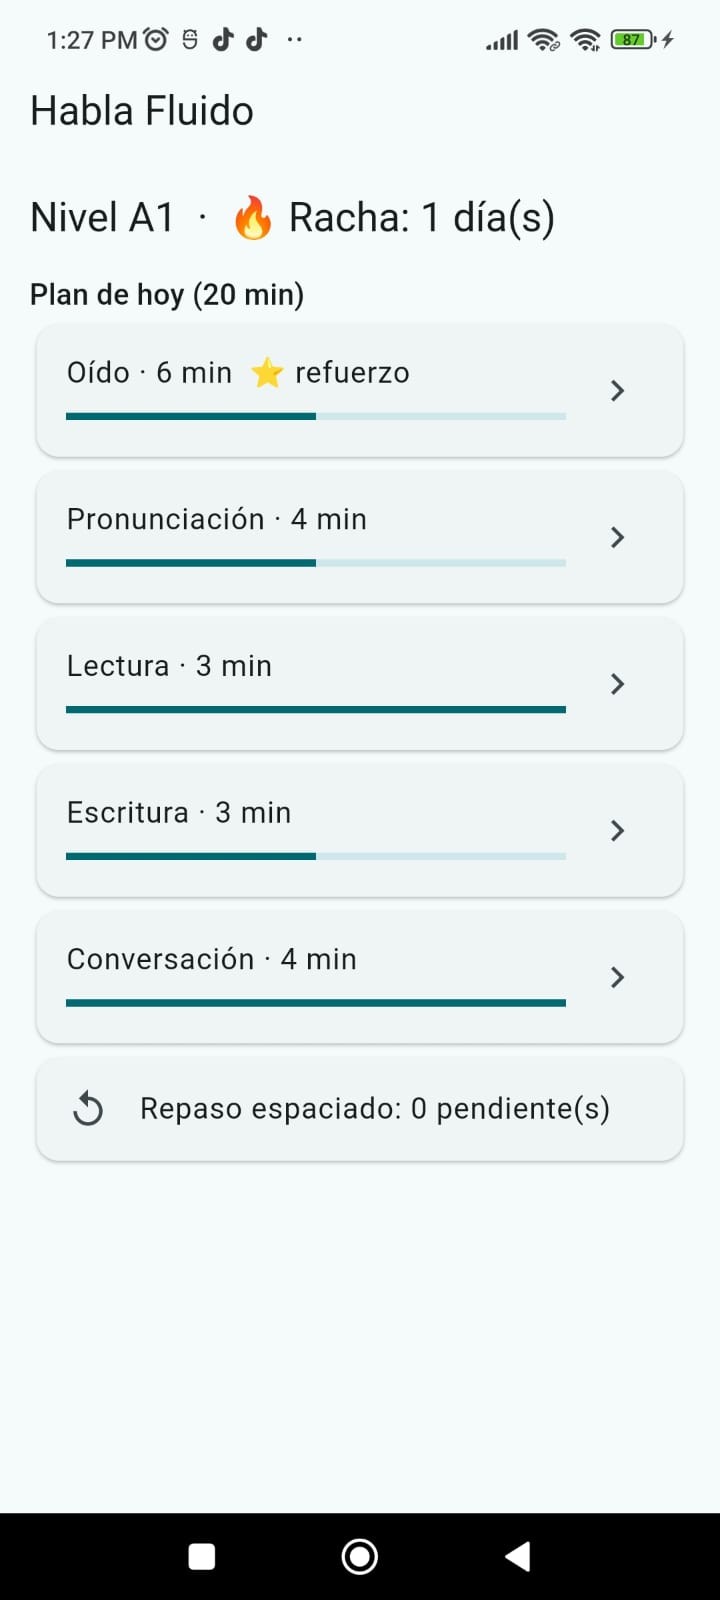 1:27 PM
87
Habla Fluido
Nivel A1 · 🔥 Racha: 1 día(s)
Plan de hoy (20 min)
Oído · 6 min ⭐ refuerzo
Pronunciación · 4 min
Lectura · 3 min
Escritura · 3 min
Conversación · 4 min
Repaso espaciado: 0 pendiente(s)